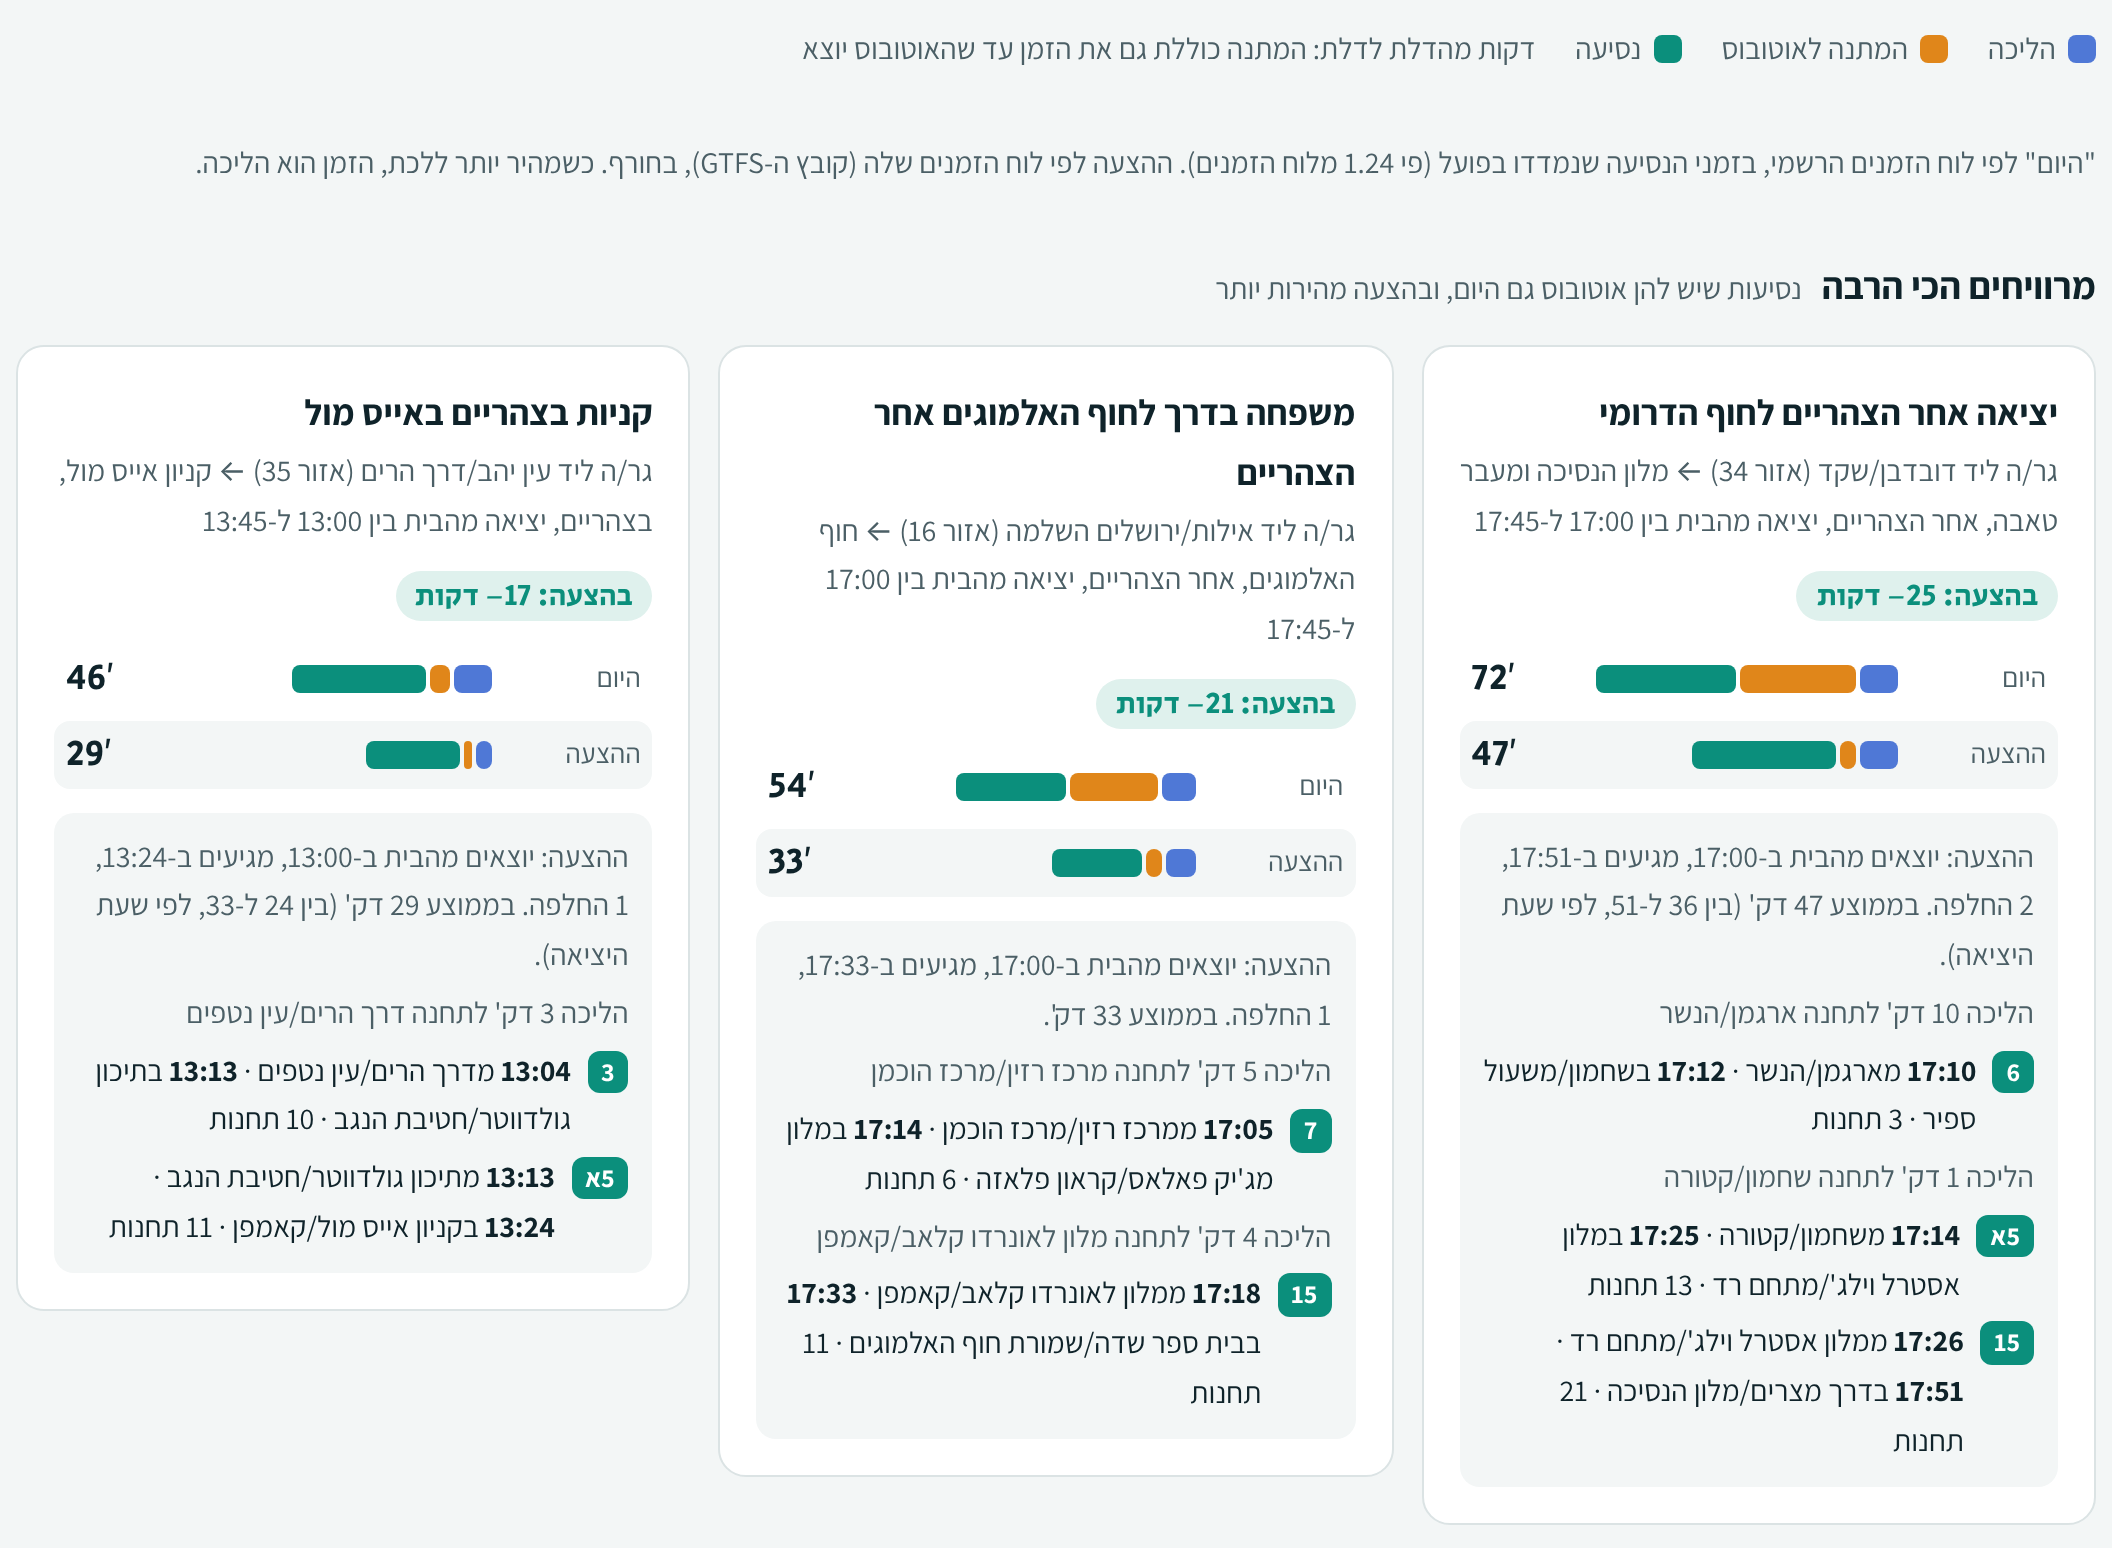 הליכה המתנה לאוטובוס נסיעה דקות מהדלת לדלת: המתנה כוללת גם את הזמן עד שהאוטובוס יוצא
"היום" לפי לוח הזמנים הרשמי, בזמני הנסיעה שנמדדו בפועל (פי 1.24 מלוח הזמנים). ההצעה לפי לוח הזמנים שלה (קובץ ה-GTFS), בחורף. כשמהיר יותר ללכת, הזמן הוא הליכה.
מרוויחים הכי הרבה נסיעות שיש להן אוטובוס גם היום, ובהצעה מהירות יותר
יציאה אחר הצהריים לחוף הדרומי
גר/ה ליד דובדבן/שקד (אזור 34) ← מלון הנסיכה ומעבר
טאבה, אחר הצהריים, יציאה מהבית בין 17:00 ל-17:45
בהצעה: 25– דקות
היום 72′
ההצעה 47′
ההצעה: יוצאים מהבית ב-17:00, מגיעים ב-17:51,
2 החלפה. בממוצע 47 דק' (בין 36 ל-51, לפי שעת
היציאה).
הליכה 10 דק' לתחנה ארגמן/הנשר
6 17:10 מארגמן/הנשר · 17:12 בשחמון/משעול
ספיר · 3 תחנות
הליכה 1 דק' לתחנה שחמון/קטורה
5א 17:14 משחמון/קטורה · 17:25 במלון
אסטרל וילג'/מתחם רד · 13 תחנות
15 17:26 ממלון אסטרל וילג'/מתחם רד ·
17:51 בדרך מצרים/מלון הנסיכה · 21
תחנות
משפחה בדרך לחוף האלמוגים אחר
הצהריים
גר/ה ליד אילות/ירושלים השלמה (אזור 16) ← חוף
האלמוגים, אחר הצהריים, יציאה מהבית בין 17:00
ל-17:45
בהצעה: 21– דקות
היום 54′
ההצעה 33′
ההצעה: יוצאים מהבית ב-17:00, מגיעים ב-17:33,
1 החלפה. בממוצע 33 דק'.
הליכה 5 דק' לתחנה מרכז רזין/מרכז הוכמן
7 17:05 ממרכז רזין/מרכז הוכמן · 17:14 במלון
מג'יק פאלאס/קראון פלאזה · 6 תחנות
הליכה 4 דק' לתחנה מלון לאונרדו קלאב/קאמפן
15 17:18 ממלון לאונרדו קלאב/קאמפן · 17:33
בבית ספר שדה/שמורת חוף האלמוגים · 11
תחנות
קניות בצהריים באייס מול
גר/ה ליד עין יהב/דרך הרים (אזור 35) ← קניון אייס מול,
בצהריים, יציאה מהבית בין 13:00 ל-13:45
בהצעה: 17– דקות
היום 46′
ההצעה 29′
ההצעה: יוצאים מהבית ב-13:00, מגיעים ב-13:24,
1 החלפה. בממוצע 29 דק' (בין 24 ל-33, לפי שעת
היציאה).
הליכה 3 דק' לתחנה דרך הרים/עין נטפים
3 13:04 מדרך הרים/עין נטפים · 13:13 בתיכון
גולדווטר/חטיבת הנגב · 10 תחנות
5א 13:13 מתיכון גולדווטר/חטיבת הנגב ·
13:24 בקניון אייס מול/קאמפן · 11 תחנות